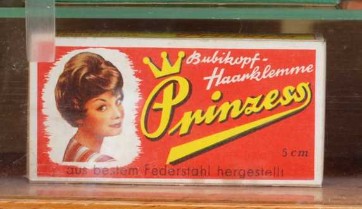 Bubikopf-
Haarklemme
Prinzess
5 cm
aus bestem Federstahl hergestellt